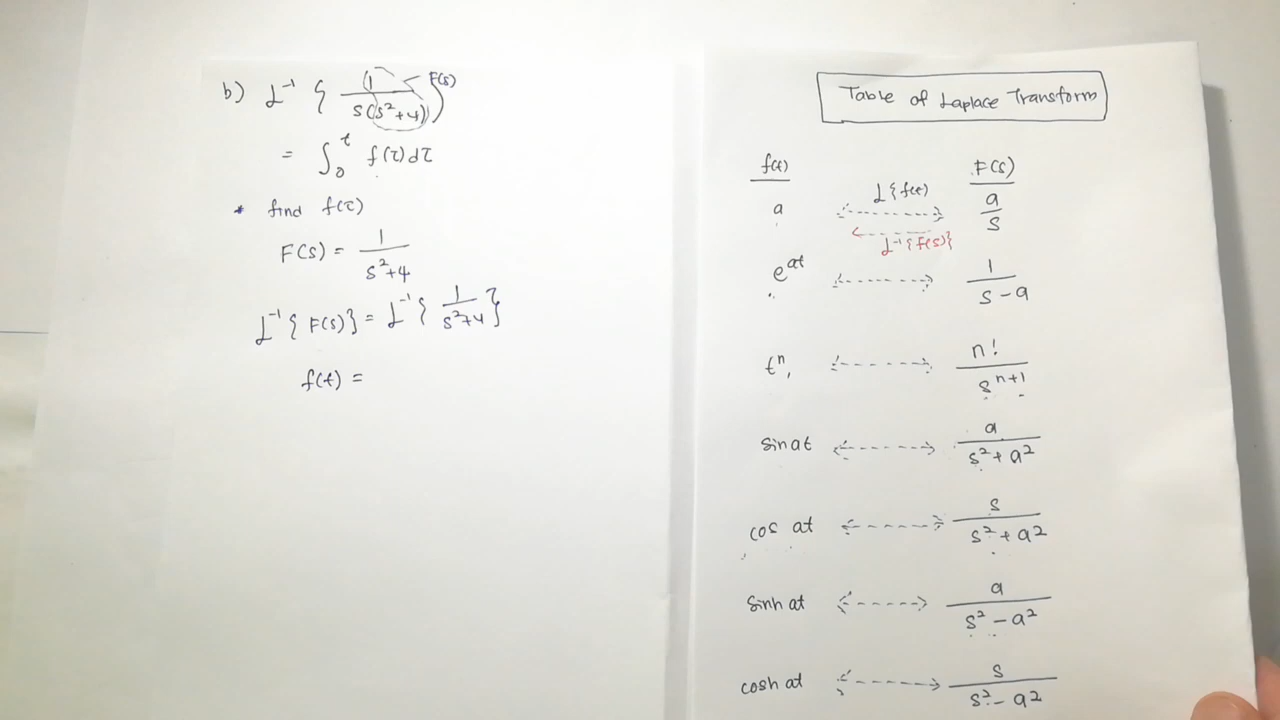 b) L⁻¹ { 1 / s(s²+4) } F(s)
= ∫₀ᵗ f(τ)dτ
* find f(τ)
F(s) = 1 / s²+4
L⁻¹{ F(s)} = L⁻¹ { 1 / s²+4 }
f(t) =
Table of Laplace Transform
f(t) F(s)
L{f(t)}
a <-----> a / s
L⁻¹{F(s)}
e^at <-----> 1 / s-a
tⁿ, <-----> n! / s^n+1
sin at <-----> a / s²+a²
cos at <-----> s / s²+a²
sinh at <-----> a / s²-a²
cosh at <-----> s / s²-a²